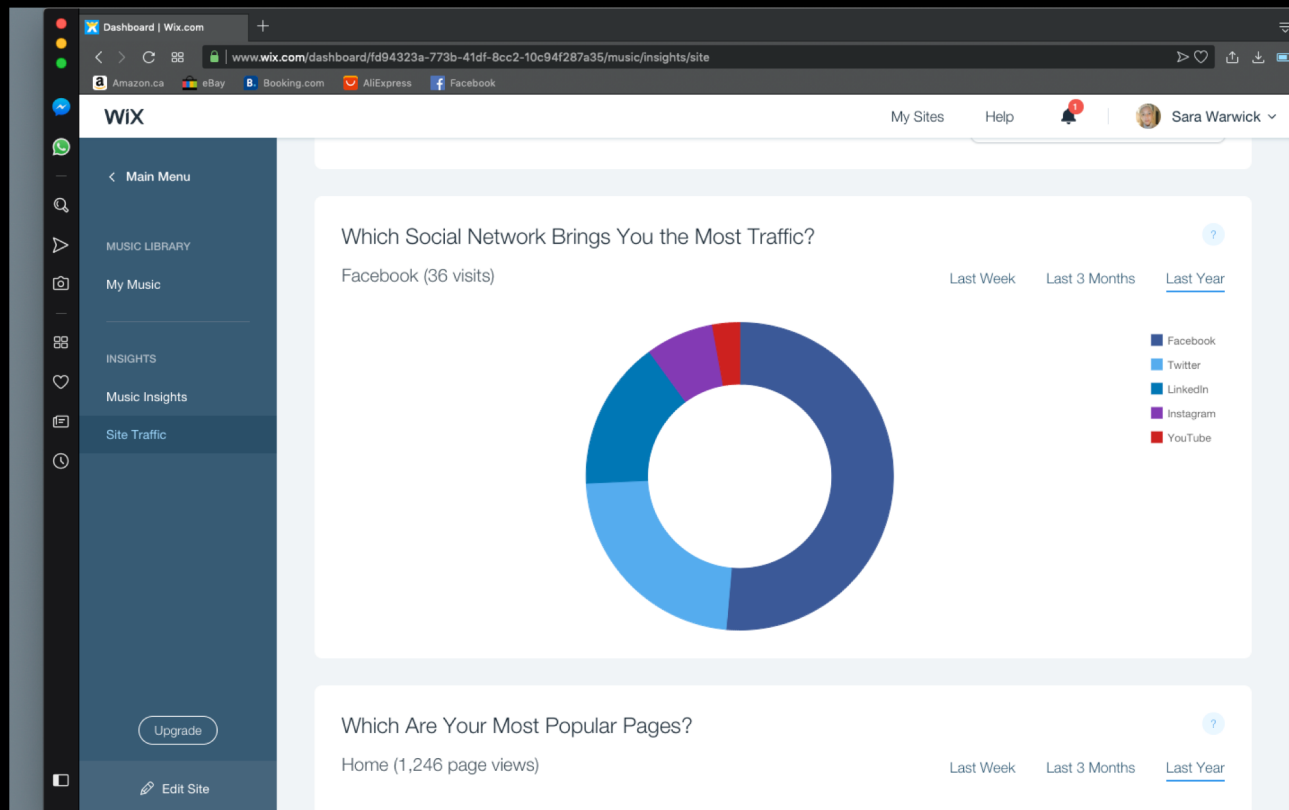 Dashboard | Wix.com
www.wix.com/dashboard/fd94323a-773b-41df-8cc2-10c94f287a35/music/insights/site
a Amazon.ca eBay B. Booking.com AliExpress f Facebook
WiX My Sites Help 1 Sara Warwick
Main Menu
MUSIC LIBRARY
My Music
INSIGHTS
Music Insights
Site Traffic
Upgrade
Edit Site
Which Social Network Brings You the Most Traffic? ?
Facebook (36 visits) Last Week Last 3 Months Last Year
Facebook
Twitter
LinkedIn
Instagram
YouTube
Which Are Your Most Popular Pages? ?
Home (1,246 page views) Last Week Last 3 Months Last Year